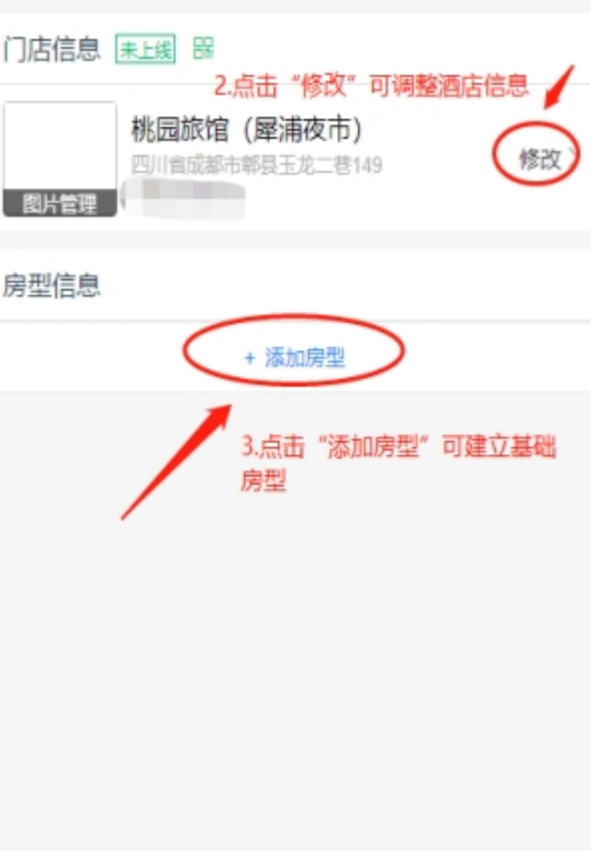 门店信息 未上线
2.点击“修改”可调整酒店信息
桃园旅馆（犀浦夜市）
四川省成都市郫县玉龙二巷149
修改
图片管理
房型信息
+ 添加房型
3.点击“添加房型”可建立基础
房型